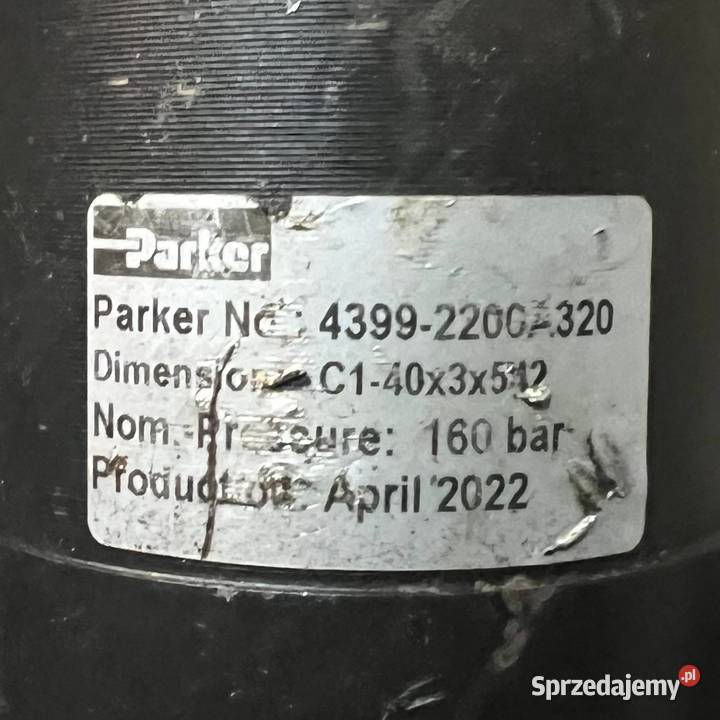 Parker
Parker No.: 4399-2200A320
Dimension: C1-40x3x512
Nom.-Pressure: 160 bar
Production: April 2022
Sprzedajemy.pl